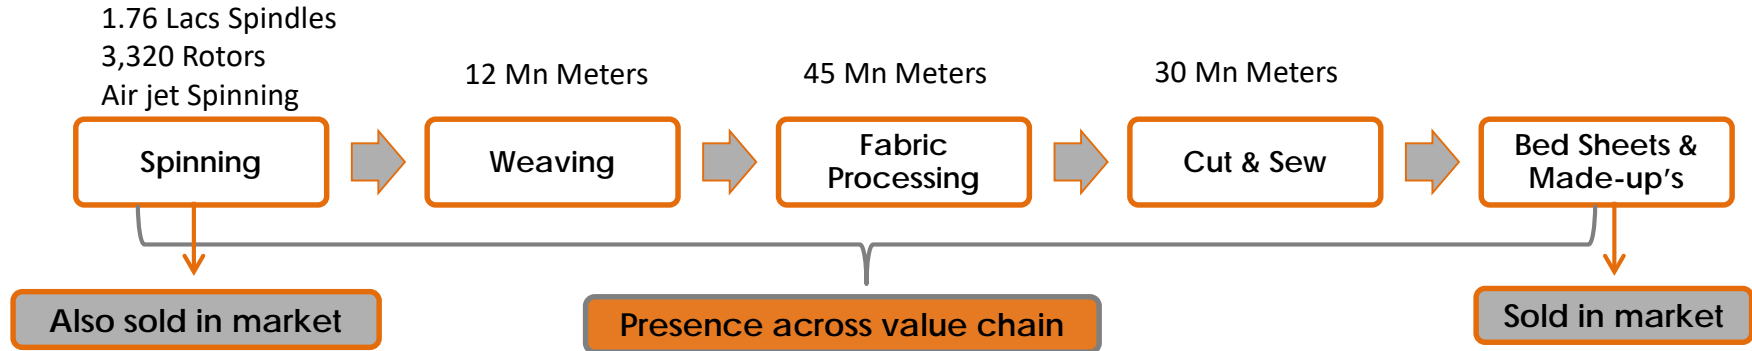 1.76 Lacs Spindles
3,320 Rotors
Air jet Spinning
12 Mn Meters
45 Mn Meters
30 Mn Meters
Spinning
Weaving
Fabric
Processing
Cut & Sew
Bed Sheets &
Made-up's
Also sold in market
Presence across value chain
Sold in market